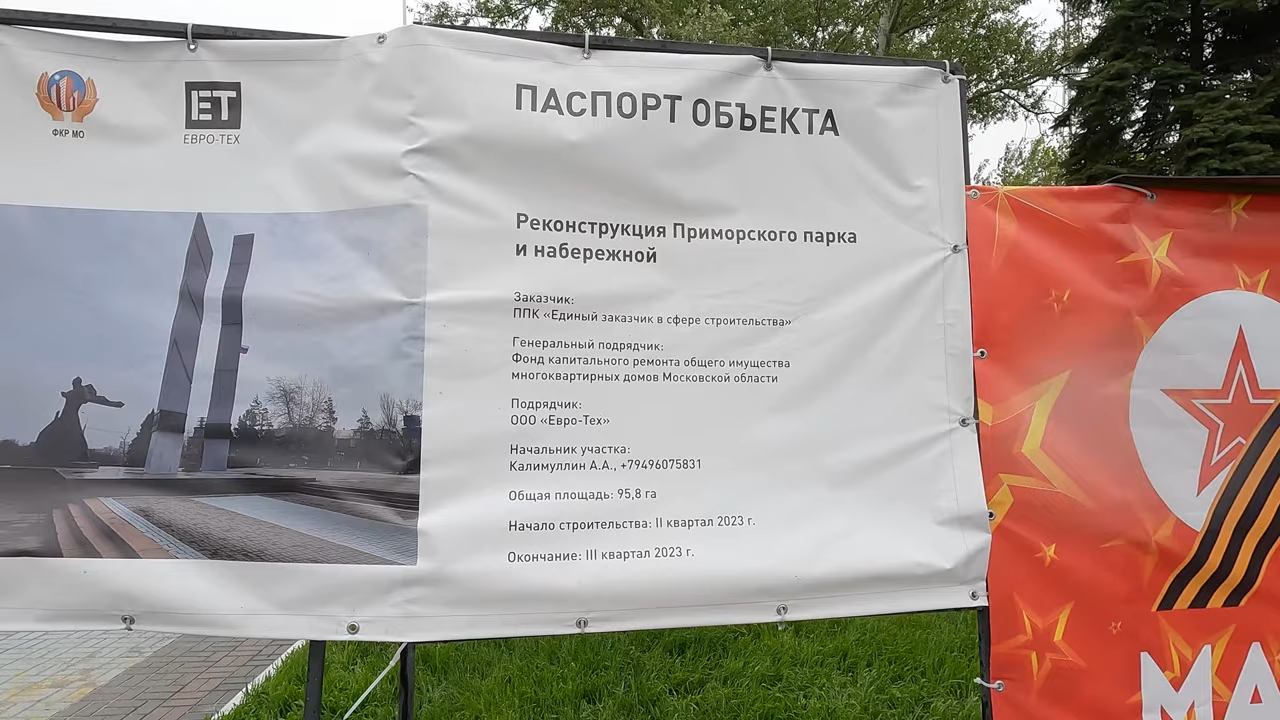 ФКР МО
ЕТ
ЕВРО-ТЕХ
ПАСПОРТ ОБЪЕКТА
Реконструкция Приморского парка
и набережной
Заказчик:
ППК «Единый заказчик в сфере строительства»
Генеральный подрядчик:
Фонд капитального ремонта общего имущества
многоквартирных домов Московской области
Подрядчик:
ООО «Евро-Тех»
Начальник участка:
Калимуллин А.А., +79496075831
Общая площадь: 95,8 га
Начало строительства: II квартал 2023 г.
Окончание: III квартал 2023 г.
МА